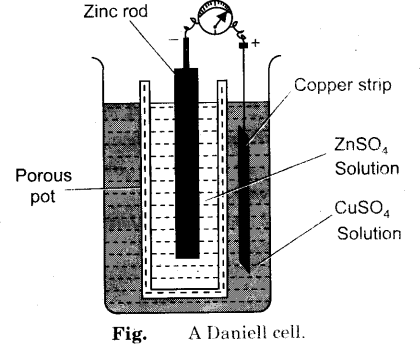 Zinc rod
− +
Copper strip
ZnSO₄
Solution
Porous
pot
CuSO₄
Solution
Fig. A Daniell cell.